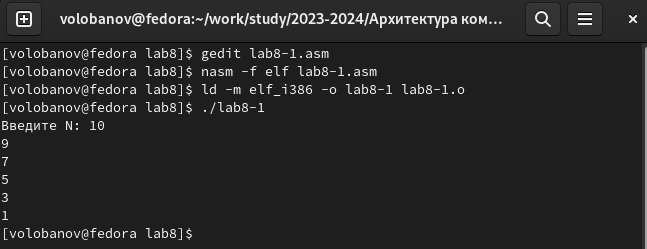 volobanov@fedora:~/work/study/2023-2024/Архитектура ком...
[volobanov@fedora lab8]$ gedit lab8-1.asm
[volobanov@fedora lab8]$ nasm -f elf lab8-1.asm
[volobanov@fedora lab8]$ ld -m elf_i386 -o lab8-1 lab8-1.o
[volobanov@fedora lab8]$ ./lab8-1
Введите N: 10
9
7
5
3
1
[volobanov@fedora lab8]$